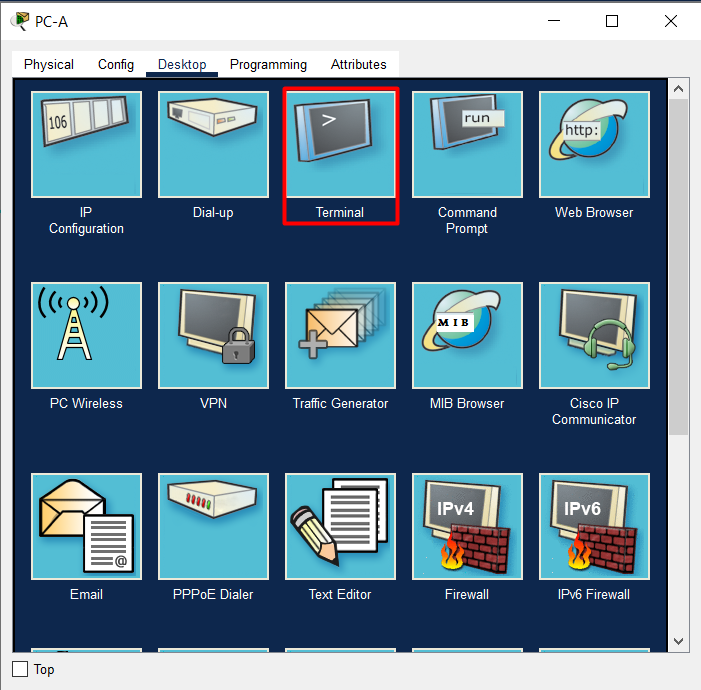 PC-A
Physical Config Desktop Programming Attributes
106
>
run
http:
IP
Configuration
Dial-up
Terminal
Command
Prompt
Web Browser
MIB
PC Wireless
VPN
Traffic Generator
MIB Browser
Cisco IP
Communicator
@
IPv4
IPv6
Email
PPPoE Dialer
Text Editor
Firewall
IPv6 Firewall
Top